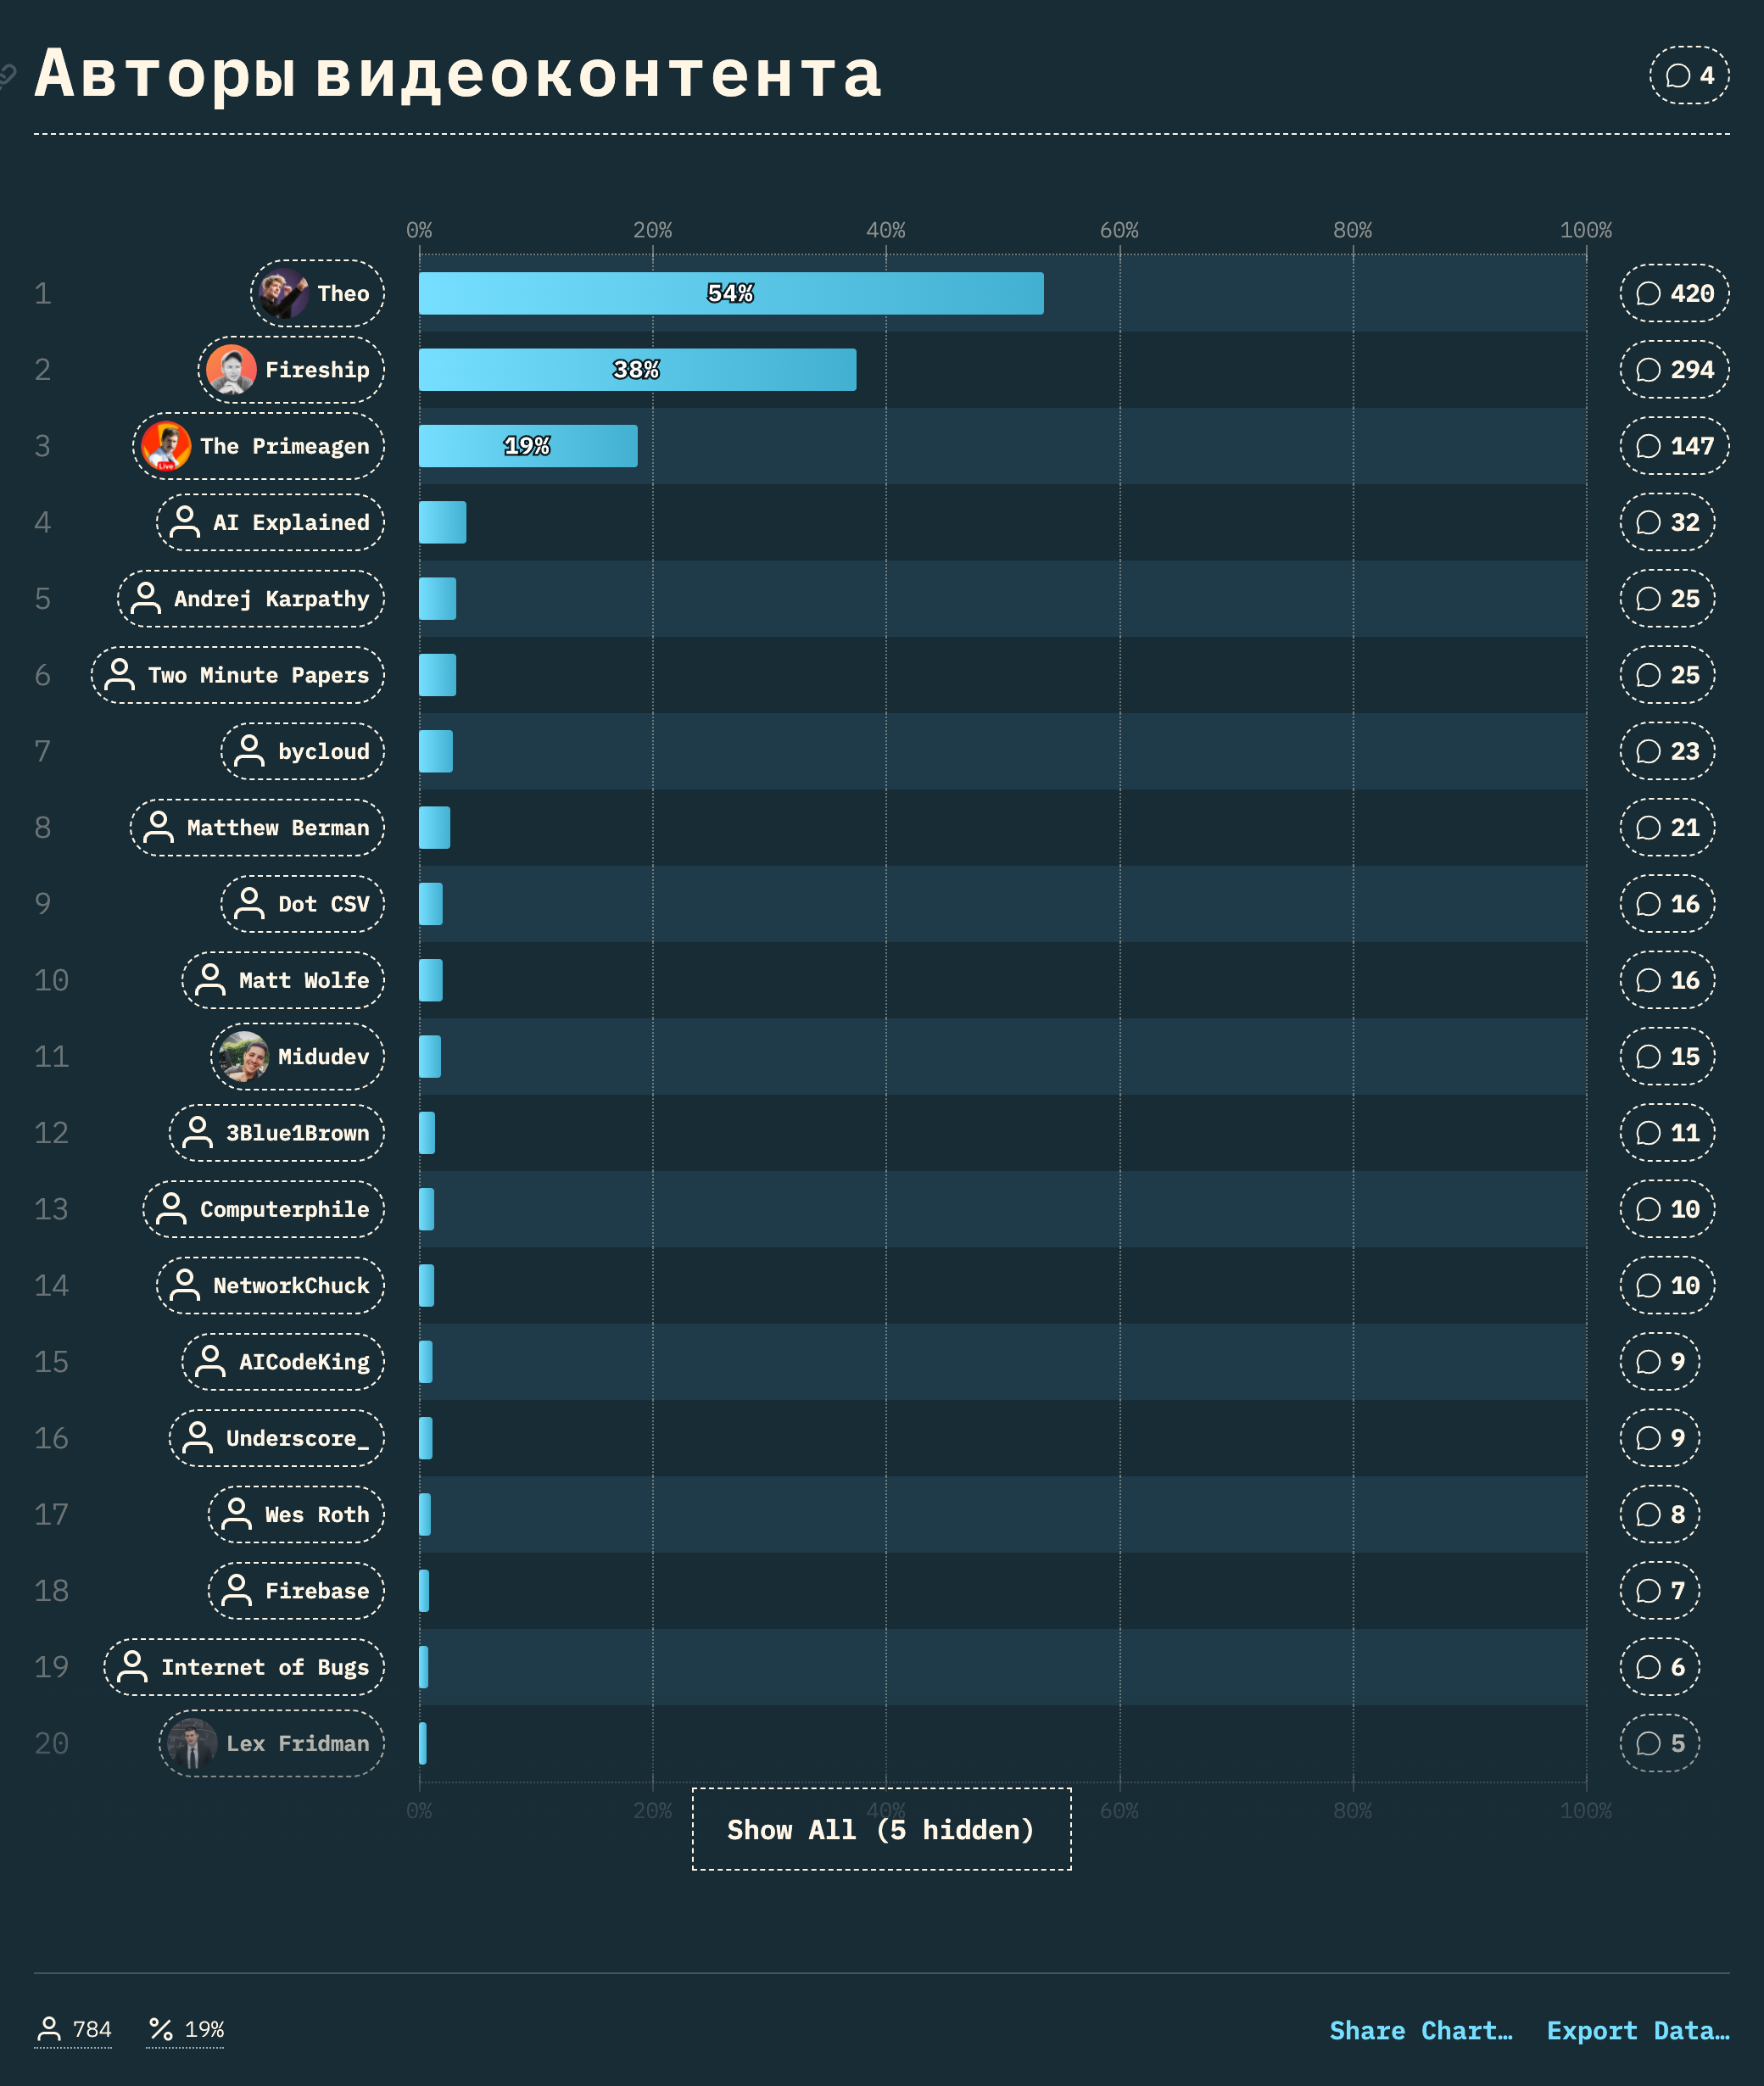 Авторы видеоконтента
4
0% 20% 40% 60% 80% 100%
1 Theo 54% 420
2 Fireship 38% 294
3 Live The Primeagen 19% 147
4 AI Explained 32
5 Andrej Karpathy 25
6 Two Minute Papers 25
7 bycloud 23
8 Matthew Berman 21
9 Dot CSV 16
10 Matt Wolfe 16
11 Midudev 15
12 3Blue1Brown 11
13 Computerphile 10
14 NetworkChuck 10
15 AICodeKing 9
16 Underscore_ 9
17 Wes Roth 8
18 Firebase 7
19 Internet of Bugs 6
20 Lex Fridman 5
0% 20% 40% 60% 80% 100%
Show All (5 hidden)
784 % 19% Share Chart… Export Data…